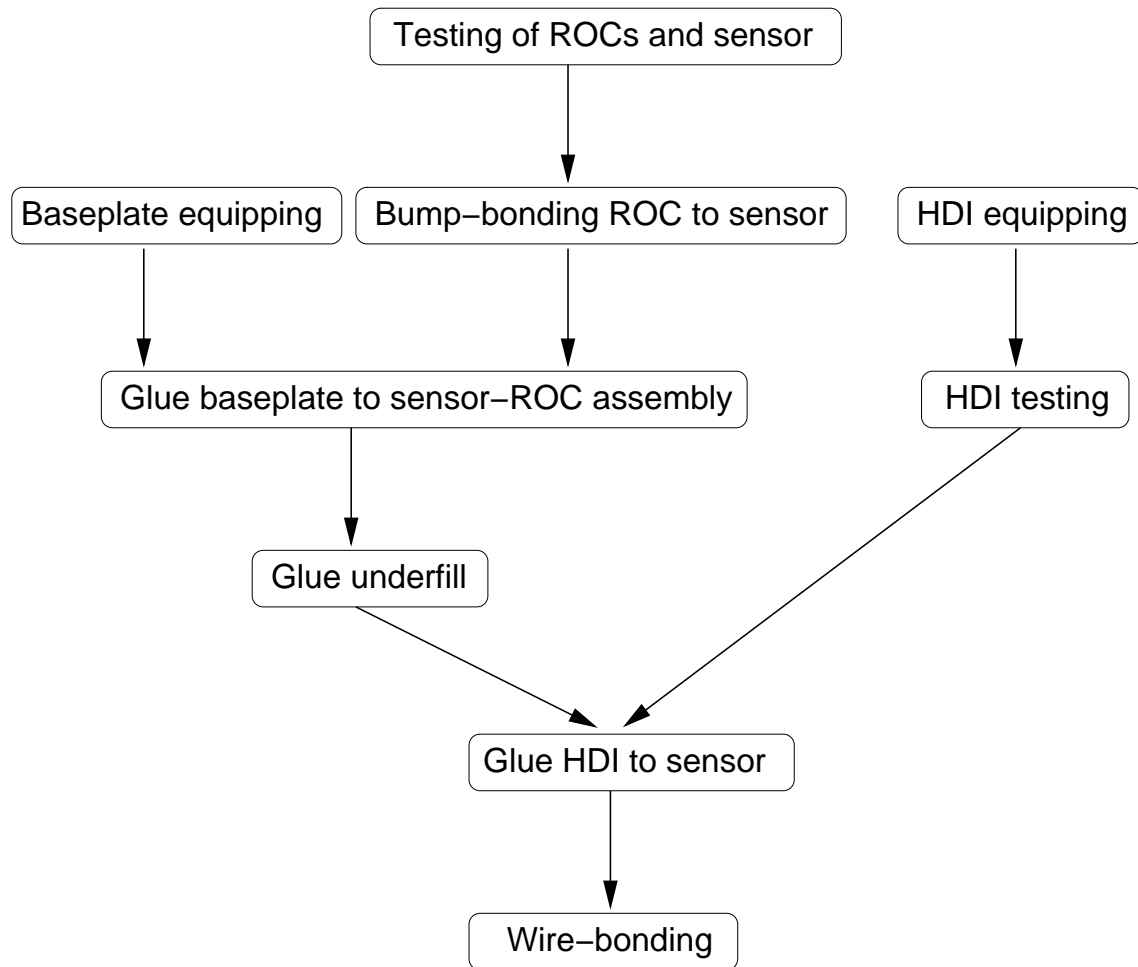 Testing of ROCs and sensor
Baseplate equipping
Bump−bonding ROC to sensor
HDI equipping
Glue baseplate to sensor−ROC assembly
HDI testing
Glue underfill
Glue HDI to sensor
Wire−bonding